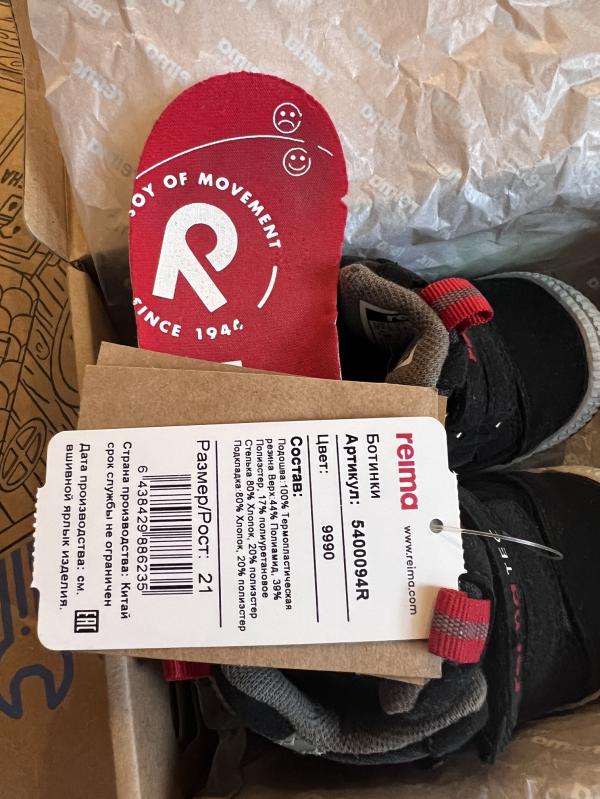 JOY OF MOVEMENT
R
SINCE 1944
reima
www.reima.com
Ботинки
Артикул: 5400094R
Цвет: 9990
Состав:
Подошва:100% Термопластическая
резина Верх:44% Полиамид, 39%
Полиэстер, 17% полиуретановое
Стелька 80% Хлопок, 20% полиэстер
Подкладка:80% Хлопок, 20% полиэстер
Размер/Рост: 21
6 438429 886235
Страна производства: Китай
срок службы не ограничен
Дата производства: см.
вшивной ярлык изделия.
EAC